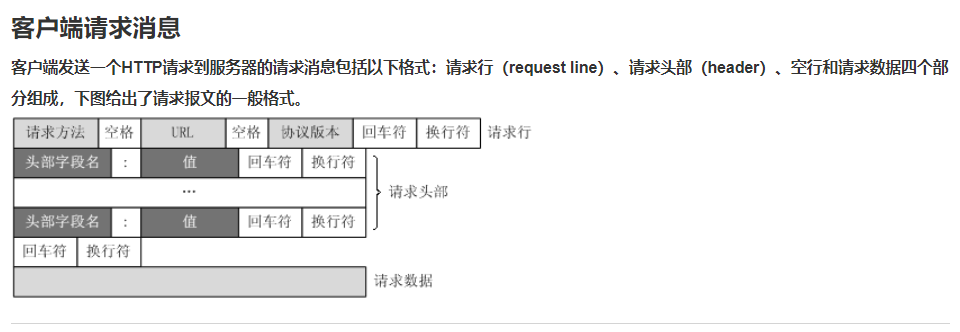 客户端请求消息
客户端发送一个HTTP请求到服务器的请求消息包括以下格式：请求行（request line）、请求头部（header）、空行和请求数据四个部
分组成，下图给出了请求报文的一般格式。
请求方法 空格 URL 空格 协议版本 回车符 换行符 请求行
头部字段名 : 值 回车符 换行符
... 请求头部
头部字段名 : 值 回车符 换行符
回车符 换行符
请求数据